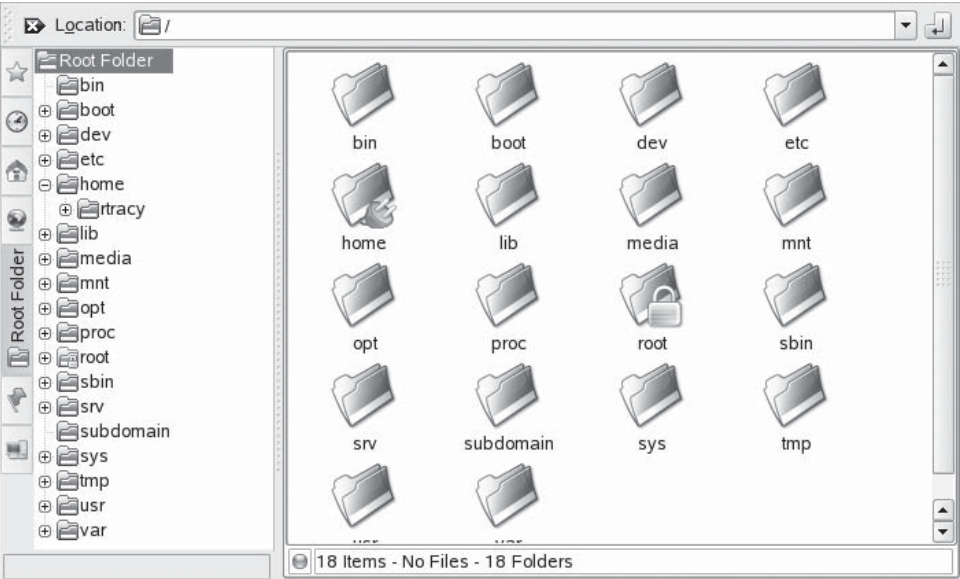 Location: /
Root Folder
bin
boot
dev
etc
home
rtracy
lib
media
mnt
opt
proc
root
sbin
srv
subdomain
sys
tmp
usr
var
Root Folder
bin boot dev etc
home lib media mnt
opt proc root sbin
srv subdomain sys tmp
usr var
18 Items - No Files - 18 Folders